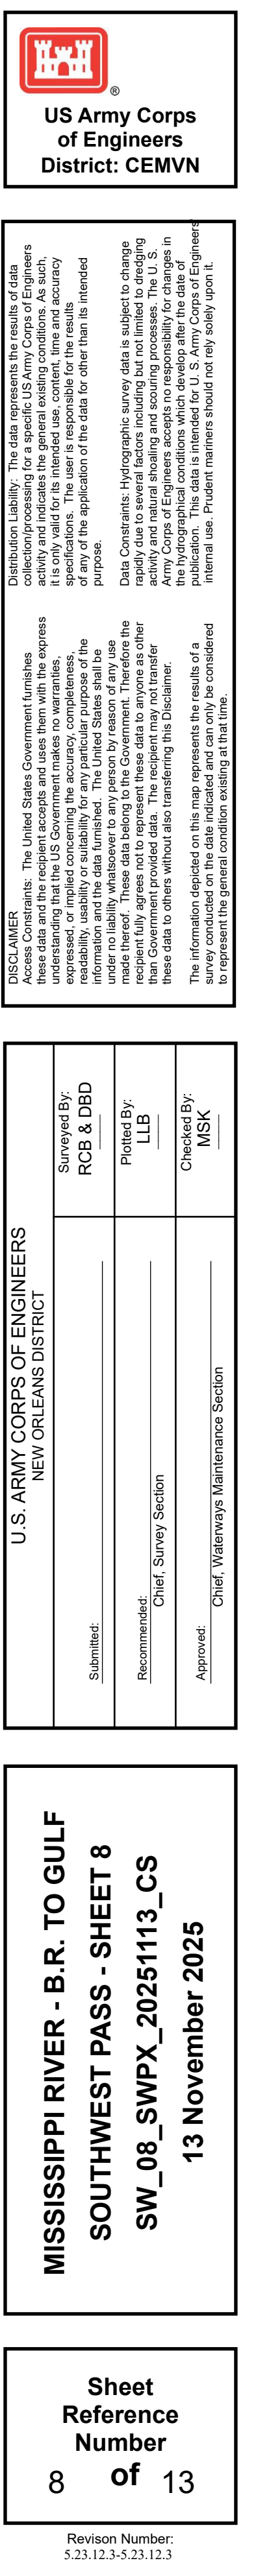 ®
US Army Corps
of Engineers
District: CEMVN
DISCLAIMER
Access Constraints: The United States Government furnishes
these data and the recipient accepts and uses them with the express
understanding that the US Government makes no warranties,
expressed, or implied concerning the accuracy, completeness,
readability, usability or suitability for any particular purpose of the
information and the data furnished. The United States shall be
under no liability whatsoever to any person by reason of any use
made thereof. These data belong to the Government. Therefore the
recipient fully agrees not to represent these data to anyone as other
than Government provided data. The recipient may not transfer
these data to others without also transferring this Disclaimer.
The information depicted on this map represents the results of a
survey conducted on the date indicated and can only be considered
to represent the general condition existing at that time.
Distribution Liability: The data represents the results of data
collection/processing for a specific US Army Corps of Engineers
activity and indicates the general existing conditions. As such,
it is only valid for its intended use, content, time and accuracy
specifications. The user is responsible for the results
of any of the application of the data for other than its intended
purpose.
Data Constraints: Hydrographic survey data is subject to change
rapidly due to several factors including but not limited to dredging
activity and natural shoaling and scouring processes. The U. S.
Army Corps of Engineers accepts no responsibility for changes in
the hydrographical conditions which develop after the date of
publication. This data is intended for U. S. Army Corps of Engineers
internal use. Prudent mariners should not rely solely upon it.
U.S. ARMY CORPS OF ENGINEERS
NEW ORLEANS DISTRICT
Submitted:
Surveyed By:
RCB & DBD
Recommended:
Chief, Survey Section
Plotted By:
LLB
Approved:
Chief, Waterways Maintenance Section
Checked By:
MSK
MISSISSIPPI RIVER - B.R. TO GULF
SOUTHWEST PASS - SHEET 8
SW_08_SWPX_20251113_CS
13 November 2025
Sheet
Reference
Number
8 of 13
Revison Number:
5.23.12.3-5.23.12.3